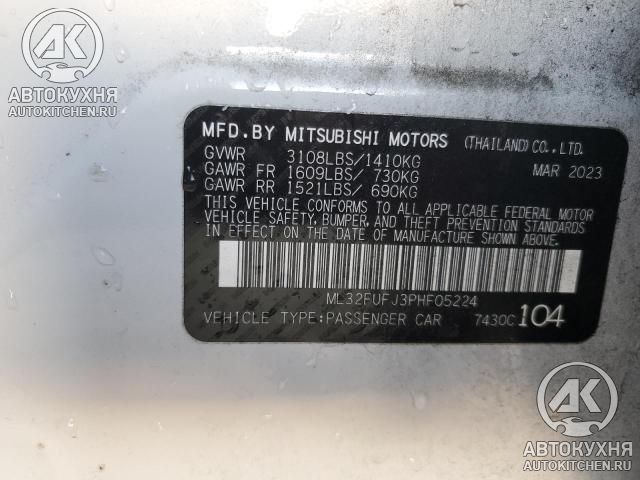 АК
АВТОКУХНЯ
AUTOKITCHEN.RU
MFD.BY MITSUBISHI MOTORS (THAILAND) CO., LTD.
GVWR 3108LBS/1410KG MAR 2023
GAWR FR 1609LBS/ 730KG
GAWR RR 1521LBS/ 690KG
THIS VEHICLE CONFORMS TO ALL APPLICABLE FEDERAL MOTOR
VEHICLE SAFETY, BUMPER, AND THEFT PREVENTION STANDARDS
IN EFFECT ON THE DATE OF MANUFACTURE SHOWN ABOVE.
ML32FUFJ3PHF05224
VEHICLE TYPE:PASSENGER CAR 7430C 104
АК
АВТОКУХНЯ
AUTOKITCHEN.RU